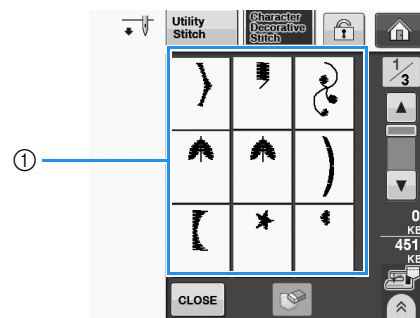 Utility
Stitch
Character
Decorative
Stitch
1/3
①
0
KB
451
KB
CLOSE